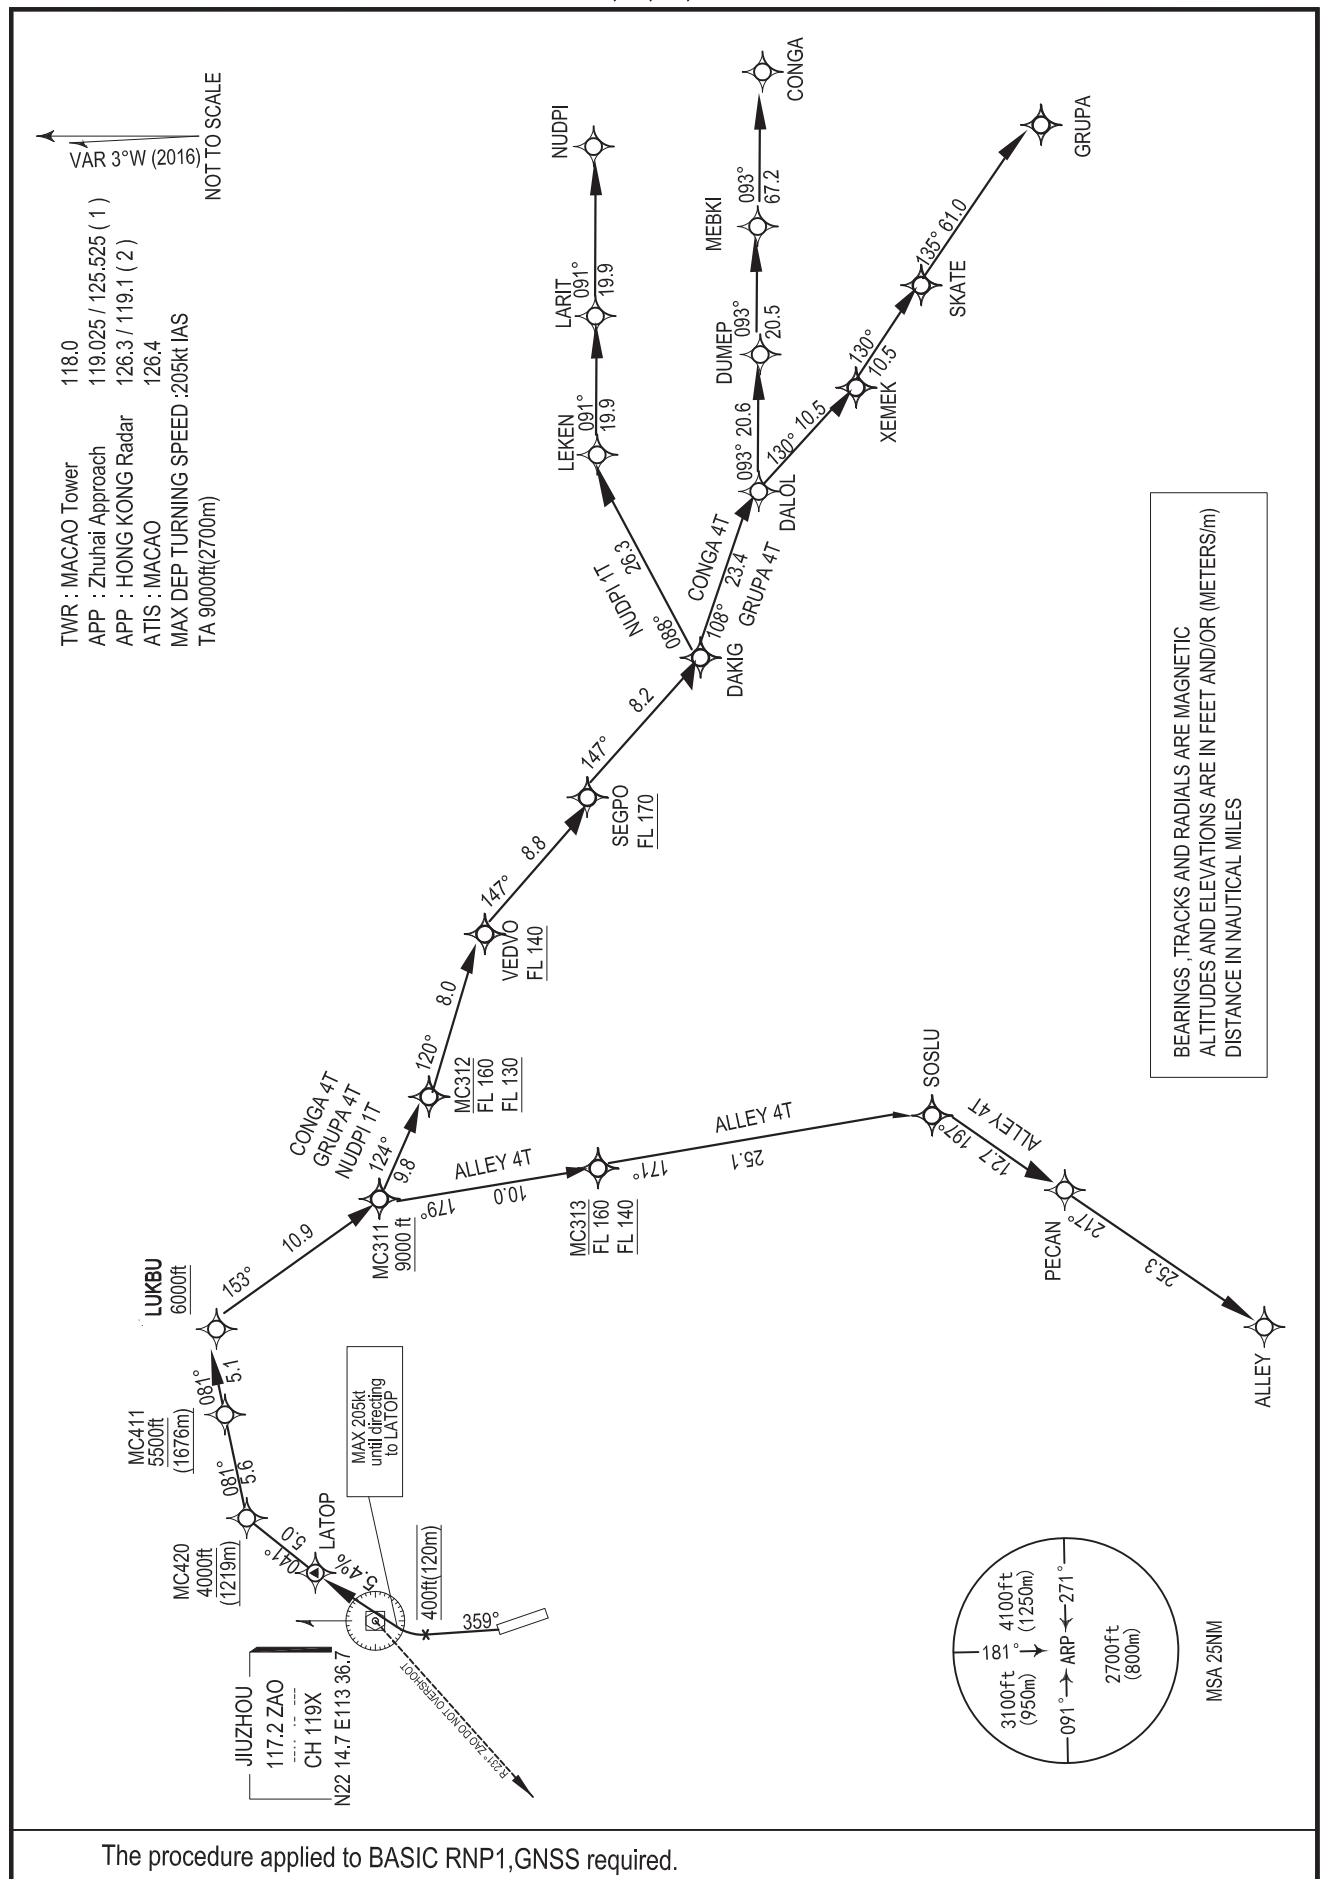 VAR 3°W (2016)
NOT TO SCALE
TWR : MACAO Tower 118.0
APP : Zhuhai Approach 119.025 / 125.525 ( 1 )
APP : HONG KONG Radar 126.3 / 119.1 ( 2 )
ATIS : MACAO 126.4
MAX DEP TURNING SPEED :205kt IAS
TA 9000ft(2700m)
JIUZHOU
117.2 ZAO
CH 119X
N22 14.7 E113 36.7
359°
400ft(120m)
R 231° ZAO DO NOT OVERSHOOT
MAX 205kt
until directing
to LATOP
5.4%
LATOP
041°
5.0
MC420
4000ft
(1219m)
081°
5.6
MC411
5500ft
(1676m)
081°
5.1
LUKBU
6000ft
153°
10.9
MC311
9000 ft
CONGA 4T
GRUPA 4T
NUDPI 1T
124°
9.8
MC312
FL 160
FL 130
120°
8.0
VEDVO
FL 140
147°
8.8
SEGPO
FL 170
147°
8.2
DAKIG
088°
NUDPI 1T
26.3
LEKEN
091°
19.9
LARIT
091°
19.9
NUDPI
108°
CONGA 4T
23.4
GRUPA 4T
DALOL
093° 20.6
DUMEP
093°
20.5
MEBKI
093°
67.2
CONGA
130° 10.5
XEMEK
130°
10.5
SKATE
135° 61.0
GRUPA
179°
ALLEY 4T
10.0
MC313
FL 160
FL 140
171°
ALLEY 4T
25.1
SOSLU
197°
12.7
ALLEY 4T
PECAN
217°
25.3
ALLEY
BEARINGS ,TRACKS AND RADIALS ARE MAGNETIC
ALTITUDES AND ELEVATIONS ARE IN FEET AND/OR (METERS/m)
DISTANCE IN NAUTICAL MILES
3100ft
(950m)
181°
4100ft
(1250m)
091° ARP 271°
2700ft
(800m)
MSA 25NM
The procedure applied to BASIC RNP1,GNSS required.